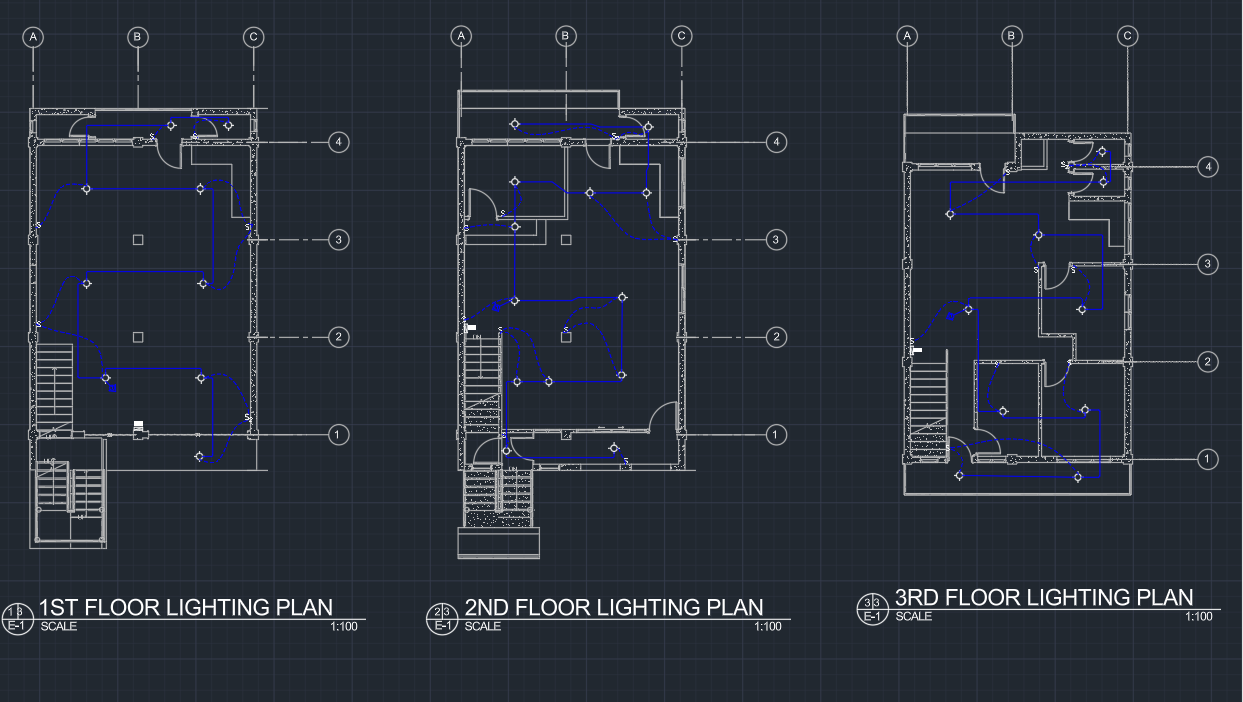 A B C
4
3
2
1
1 3
E-1
1ST FLOOR LIGHTING PLAN
SCALE 1:100
A B C
4
3
2
1
2 3
E-1
2ND FLOOR LIGHTING PLAN
SCALE 1:100
A B C
4
3
2
1
3 3
E-1
3RD FLOOR LIGHTING PLAN
SCALE 1:100